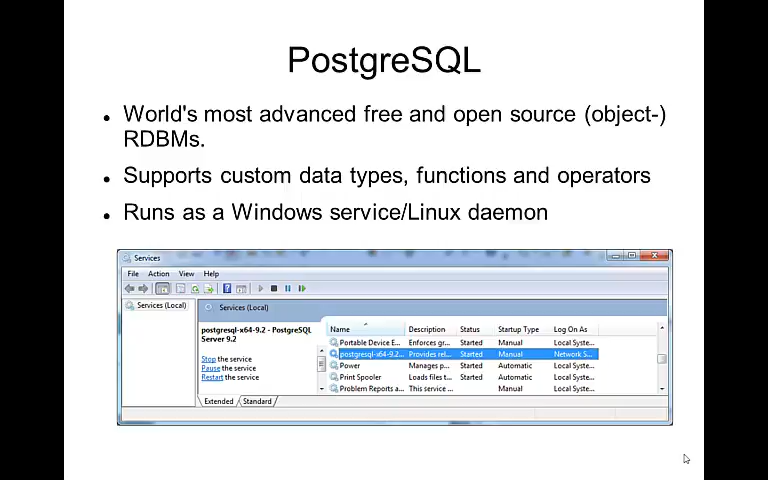 PostgreSQL
World's most advanced free and open source (object-)
RDBMs.
Supports custom data types, functions and operators
Runs as a Windows service/Linux daemon
Services
File Action View Help
Services (Local)
Services (Local)
postgresql-x64-9.2 - PostgreSQL
Server 9.2
Stop the service
Pause the service
Restart the service
Name Description Status Startup Type Log On As
Portable Device E... Enforces gr... Started Manual Local Syste...
postgresql-x64-9.2... Provides rel... Started Manual Network S...
Power Manages p... Started Automatic Local Syste...
Print Spooler Loads files t... Started Automatic Local Syste...
Problem Reports a... This service ... Manual Local Syste...
Extended Standard